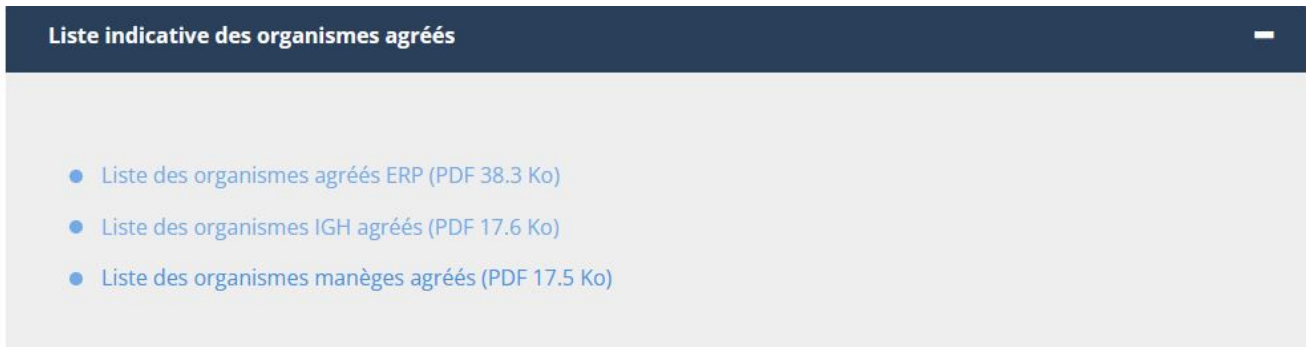 Liste indicative des organismes agréés
Liste des organismes agréés ERP (PDF 38.3 Ko)
Liste des organismes IGH agréés (PDF 17.6 Ko)
Liste des organismes manèges agréés (PDF 17.5 Ko)